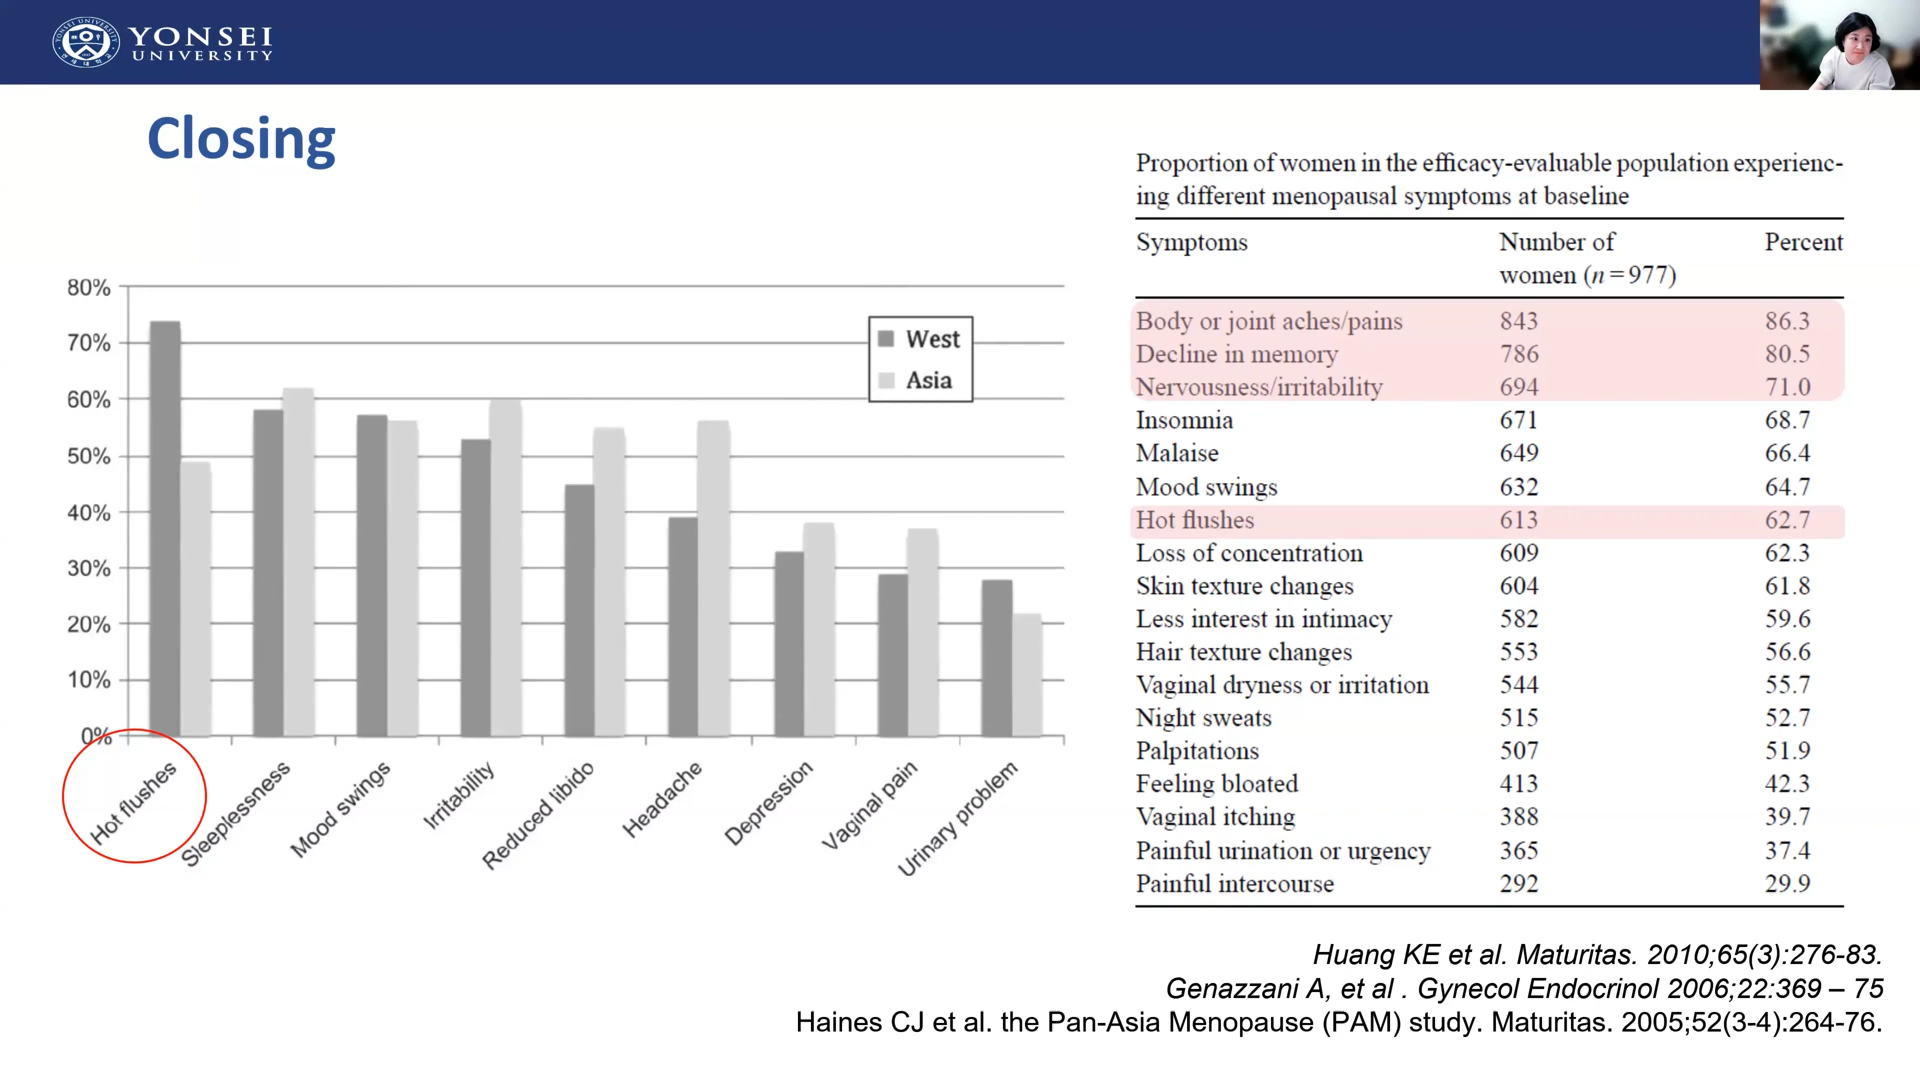 YONSEI
UNIVERSITY
Closing
80%
70%
60%
50%
40%
30%
20%
10%
0%
West
Asia
Hot flushes
Sleeplessness
Mood swings
Irritability
Reduced libido
Headache
Depression
Vaginal pain
Urinary problem
Proportion of women in the efficacy-evaluable population experienc-
ing different menopausal symptoms at baseline
Symptoms Number of Percent
women (n = 977)
Body or joint aches/pains 843 86.3
Decline in memory 786 80.5
Nervousness/irritability 694 71.0
Insomnia 671 68.7
Malaise 649 66.4
Mood swings 632 64.7
Hot flushes 613 62.7
Loss of concentration 609 62.3
Skin texture changes 604 61.8
Less interest in intimacy 582 59.6
Hair texture changes 553 56.6
Vaginal dryness or irritation 544 55.7
Night sweats 515 52.7
Palpitations 507 51.9
Feeling bloated 413 42.3
Vaginal itching 388 39.7
Painful urination or urgency 365 37.4
Painful intercourse 292 29.9
Huang KE et al. Maturitas. 2010;65(3):276-83.
Genazzani A, et al . Gynecol Endocrinol 2006;22:369 – 75
Haines CJ et al. the Pan-Asia Menopause (PAM) study. Maturitas. 2005;52(3-4):264-76.